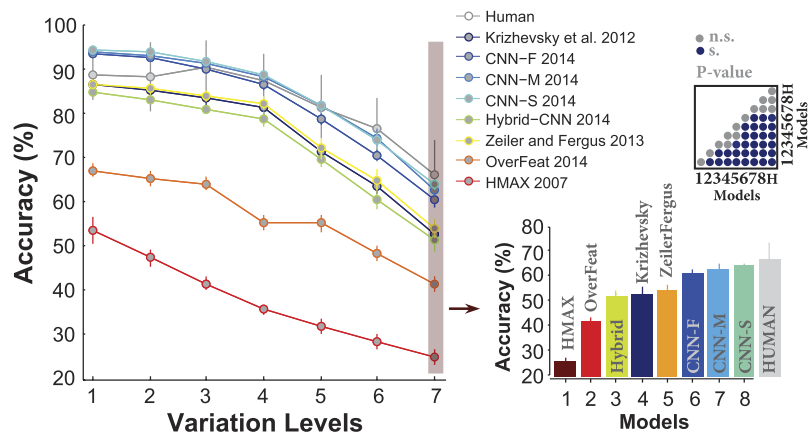 100
90
80
70
60
50
40
30
20
Accuracy (%)
1 2 3 4 5 6 7
Variation Levels
Human
Krizhevsky et al. 2012
CNN−F 2014
CNN−M 2014
CNN−S 2014
Hybrid−CNN 2014
Zeiler and Fergus 2013
OverFeat 2014
HMAX 2007
n.s.
s.
P-value
12345678H
Models
12345678H
Models
80
70
60
50
40
30
20
Accuracy (%)
HMAX
OverFeat
Hybrid
Krizhevsky
ZeilerFergus
CNN-F
CNN-M
CNN-S
HUMAN
1 2 3 4 5 6 7 8
Models